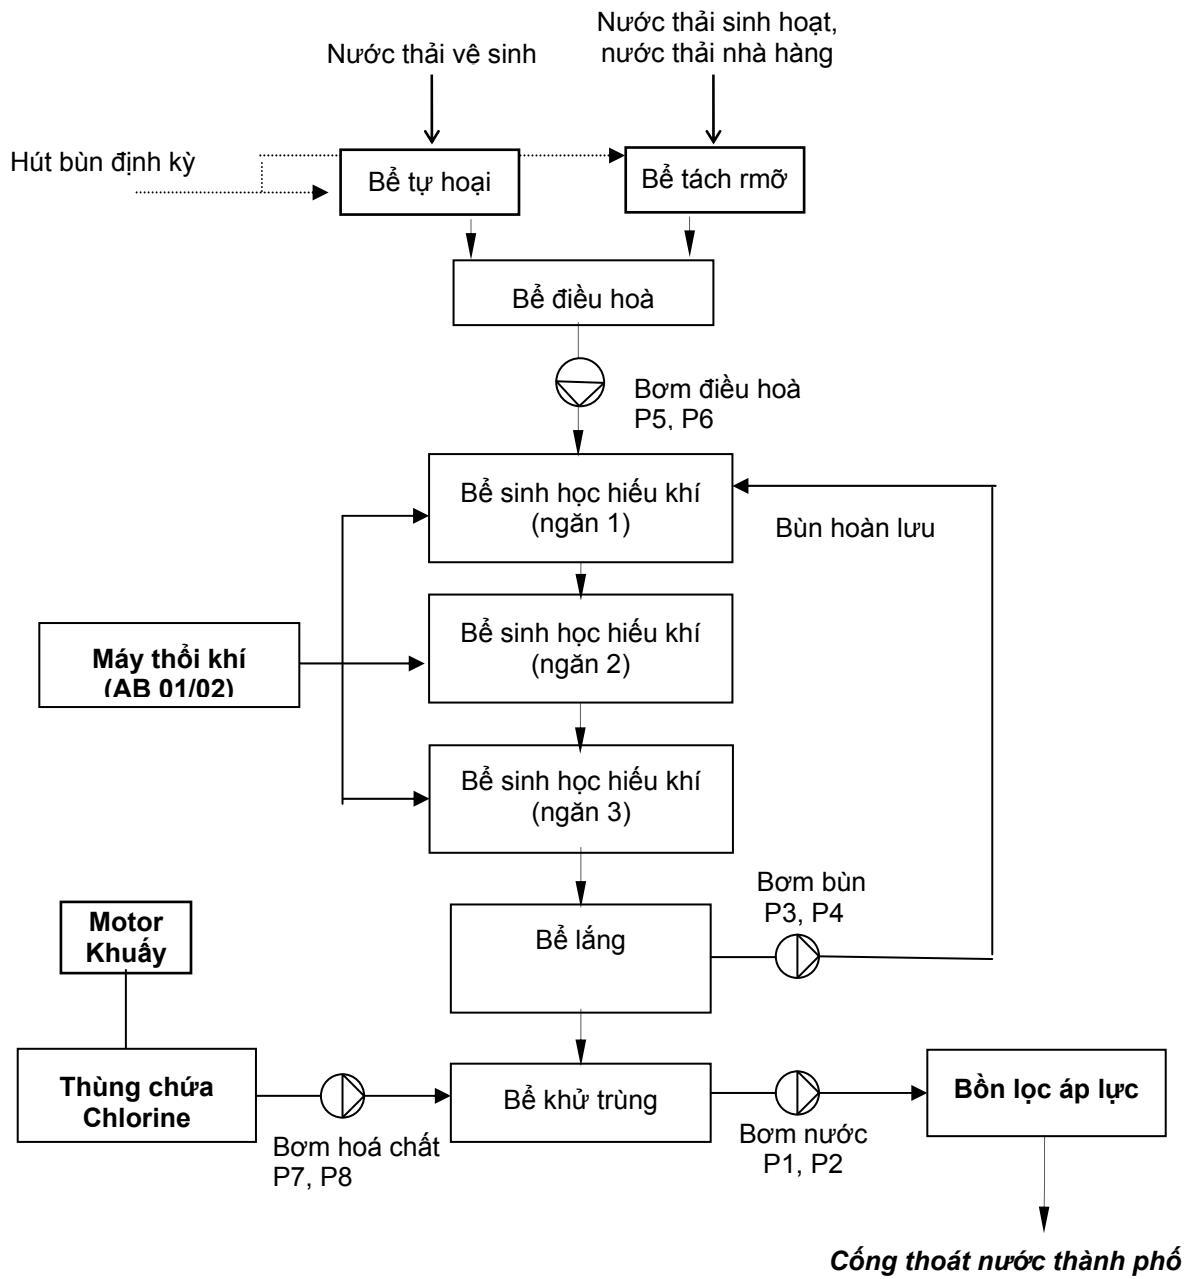 Nước thải sinh hoạt,
nước thải nhà hàng
Nước thải vệ sinh
Hút bùn định kỳ
Bể tự hoại
Bể tách rmỡ
Bể điều hoà
Bơm điều hoà
P5, P6
Bể sinh học hiếu khí
(ngăn 1)
Bùn hoàn lưu
Bể sinh học hiếu khí
(ngăn 2)
Máy thổi khí
(AB 01/02)
Bể sinh học hiếu khí
(ngăn 3)
Bơm bùn
P3, P4
Motor
Khuấy
Bể lắng
Thùng chứa
Chlorine
Bể khử trùng
Bồn lọc áp lực
Bơm hoá chất
P7, P8
Bơm nước
P1, P2
Cống thoát nước thành phố